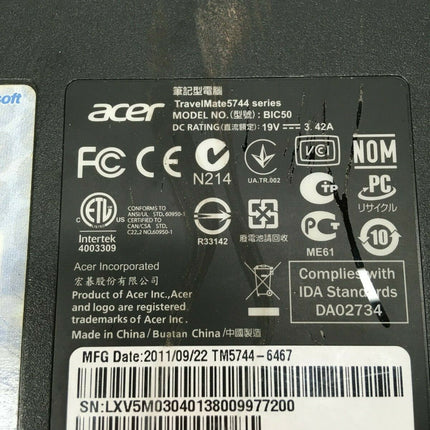 soft
筆記型電腦
acer
TravelMate5744 series
MODEL NO.(型號): BIC50
DC RATING(直流額定): 19V 3.42A
FC CE N214 UA.TR.002 VCI NOM
CTP PC
リサイクル
ETL
C US
CONFORMS TO
ANSI/UL STD. 60950-1
CERTIFIED TO
CAN/CSA STD.
C22.2 NO.60950-1
Intertek
4003309
R33142
廢電池請回收
PCT
ME61
10
Acer Incorporated
宏碁股份有限公司
Product of Acer Inc.,Acer
and logo are registered
trademarks of Acer Inc .
Made in China/Buatan China/中國製造
Complies with
IDA Standards
DA02734
MFG Date:2011/09/22 TM5744-6467
SN:LXV5M03040138009977200